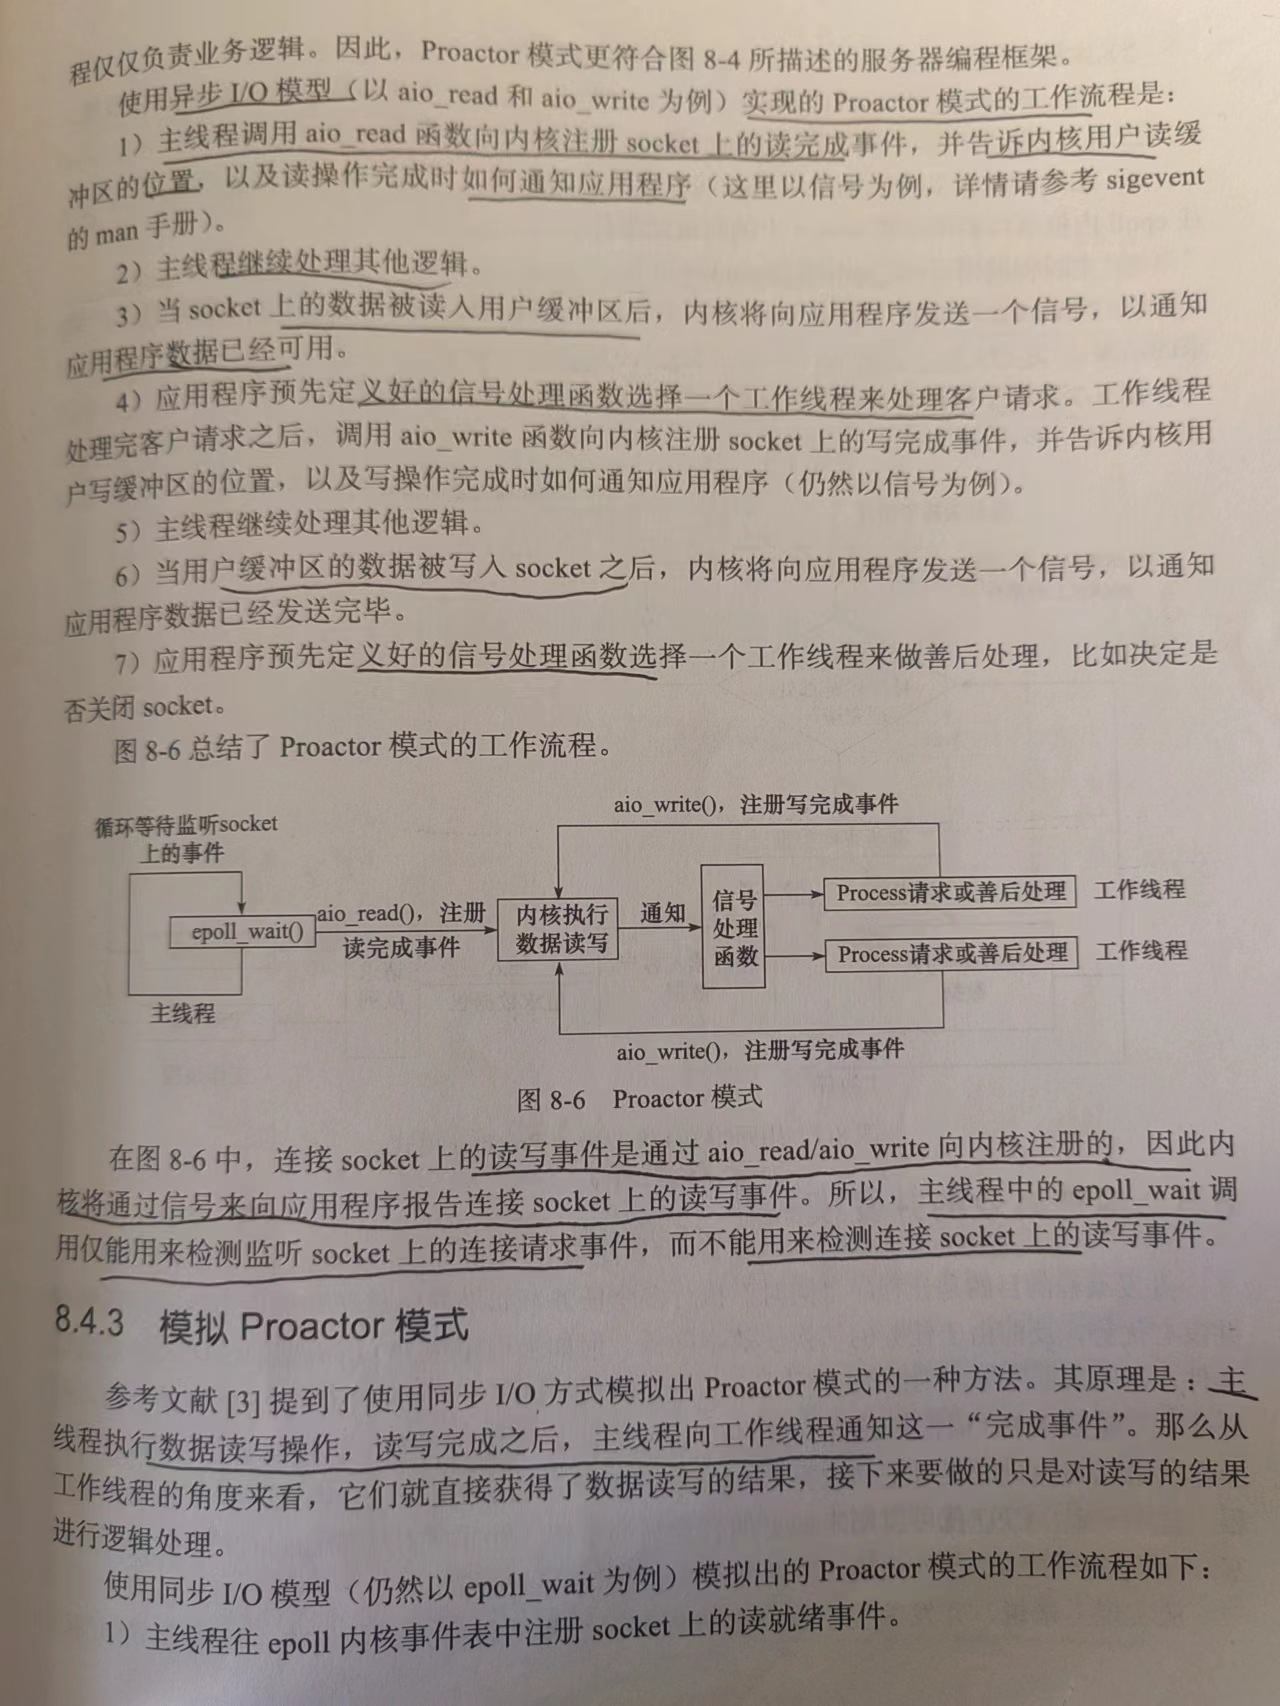 程仅仅负责业务逻辑。因此，Proactor 模式更符合图 8-4 所描述的服务器编程框架。
使用异步 I/O 模型（以 aio_read 和 aio_write 为例）实现的 Proactor 模式的工作流程是：
1）主线程调用 aio_read 函数向内核注册 socket 上的读完成事件，并告诉内核用户读缓
冲区的位置，以及读操作完成时如何通知应用程序（这里以信号为例，详情请参考 sigevent
的 man 手册）。
2）主线程继续处理其他逻辑。
3）当 socket 上的数据被读入用户缓冲区后，内核将向应用程序发送一个信号，以通知
应用程序数据已经可用。
4）应用程序预先定义好的信号处理函数选择一个工作线程来处理客户请求。工作线程
处理完客户请求之后，调用 aio_write 函数向内核注册 socket 上的写完成事件，并告诉内核用
户写缓冲区的位置，以及写操作完成时如何通知应用程序（仍然以信号为例）。
5）主线程继续处理其他逻辑。
6）当用户缓冲区的数据被写入 socket 之后，内核将向应用程序发送一个信号，以通知
应用程序数据已经发送完毕。
7）应用程序预先定义好的信号处理函数选择一个工作线程来做善后处理，比如决定是
否关闭 socket。
图 8-6 总结了 Proactor 模式的工作流程。
aio_write()，注册写完成事件
循环等待监听socket
上的事件
epoll_wait()
主线程
aio_read()，注册
读完成事件
内核执行
数据读写
通知
信号
处理
函数
Process请求或善后处理
工作线程
Process请求或善后处理
工作线程
aio_write()，注册写完成事件
图 8-6 Proactor 模式
在图 8-6 中，连接 socket 上的读写事件是通过 aio_read/aio_write 向内核注册的，因此内
核将通过信号来向应用程序报告连接 socket 上的读写事件。所以，主线程中的 epoll_wait 调
用仅能用来检测监听 socket 上的连接请求事件，而不能用来检测连接 socket 上的读写事件。
8.4.3 模拟 Proactor 模式
参考文献 [3] 提到了使用同步 I/O 方式模拟出 Proactor 模式的一种方法。其原理是：主
线程执行数据读写操作，读写完成之后，主线程向工作线程通知这一“完成事件”。那么从
工作线程的角度来看，它们就直接获得了数据读写的结果，接下来要做的只是对读写的结果
进行逻辑处理。
使用同步 I/O 模型（仍然以 epoll_wait 为例）模拟出的 Proactor 模式的工作流程如下：
1）主线程往 epoll 内核事件表中注册 socket 上的读就绪事件。